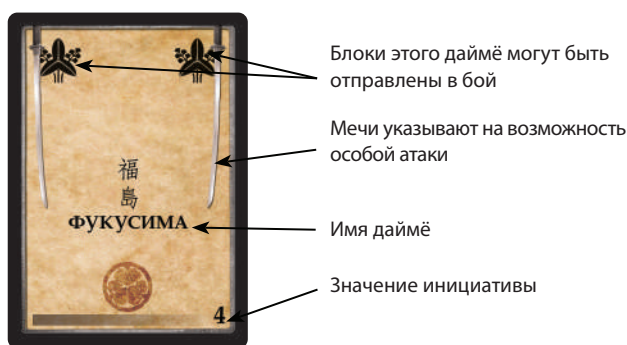 Блоки этого даймё могут быть
отправлены в бой
Мечи указывают на возможность
особой атаки
福
島
ФУКУСИМА
Имя даймё
Значение инициативы
4